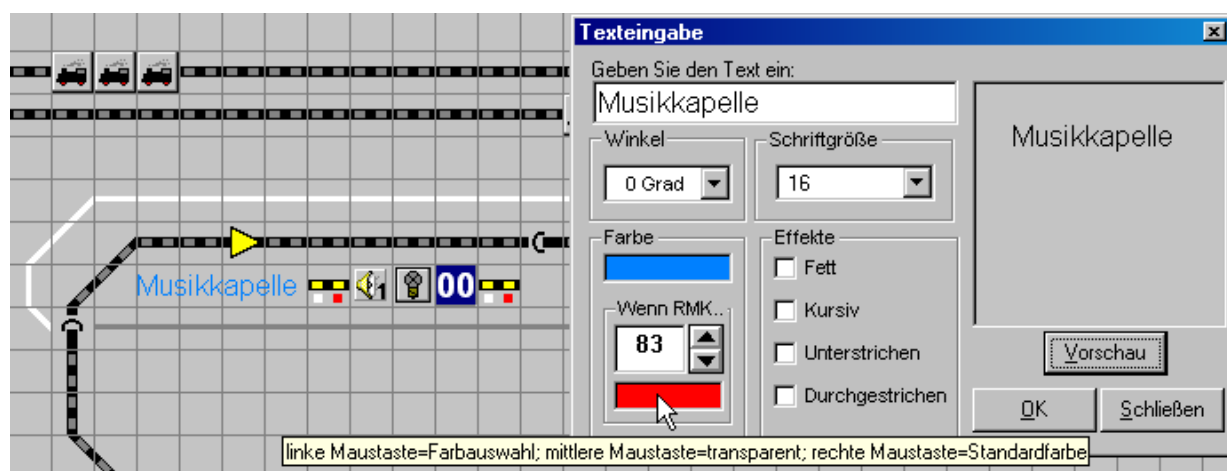 Texteingabe
Geben Sie den Text ein:
Musikkapelle
Musikkapelle
Winkel
Schriftgröße
0 Grad
16
Farbe
Effekte
Fett
Musikkapelle
1
00
Wenn RMK..
Kursiv
83
Unterstrichen
Vorschau
Durchgestrichen
OK
Schließen
linke Maustaste=Farbauswahl; mittlere Maustaste=transparent; rechte Maustaste=Standardfarbe